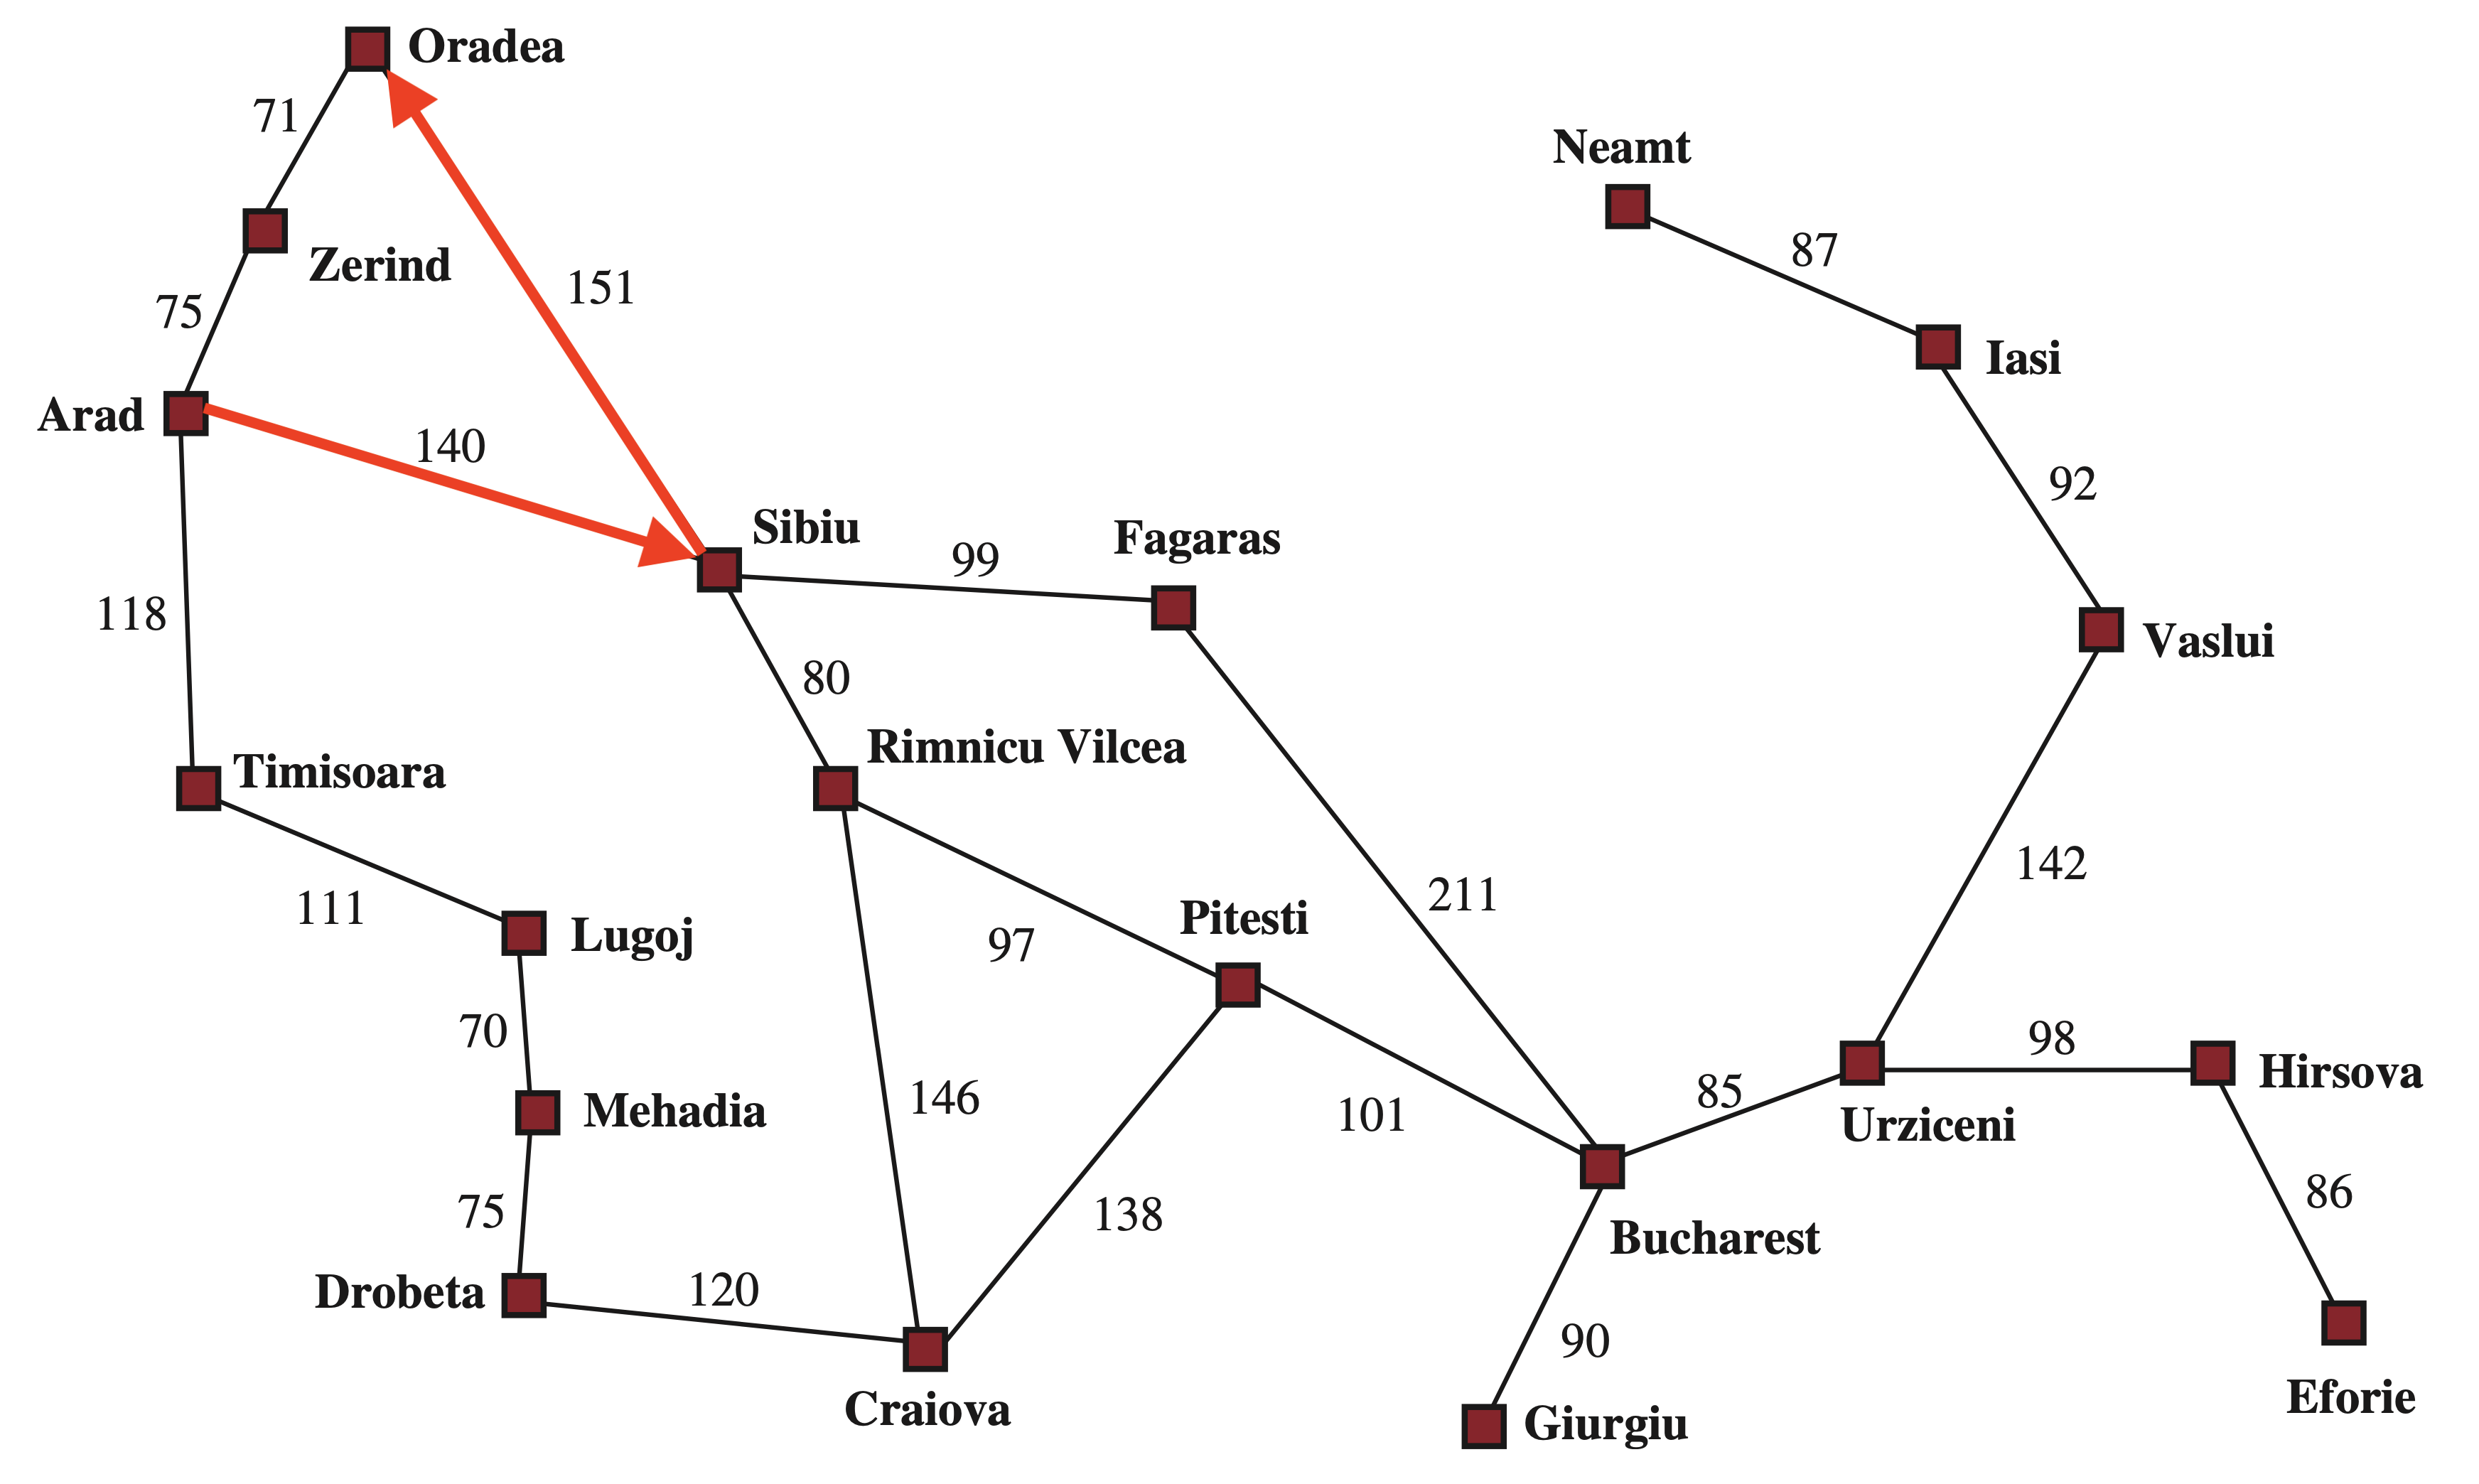 Oradea
71
Neamt
87
Zerind
151
75
Iasi
Arad
140
92
Sibiu
Fagaras
99
118
Vaslui
80
Rimnicu Vilcea
Timisoara
142
211
111
Pitesti
Lugoj
97
70
98
Hirsova
85
Mehadia
146
101
Urziceni
86
75
138
Bucharest
Drobeta
120
90
Eforie
Craiova
Giurgiu